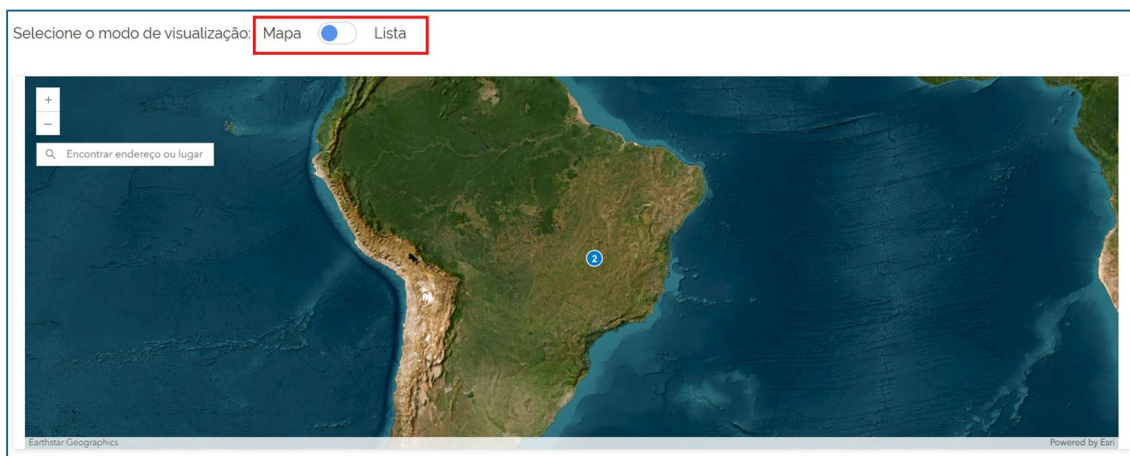 Selecione o modo de visualização: Mapa Lista
+
−
Encontrar endereço ou lugar
2
Earthstar Geographics Powered by Esri